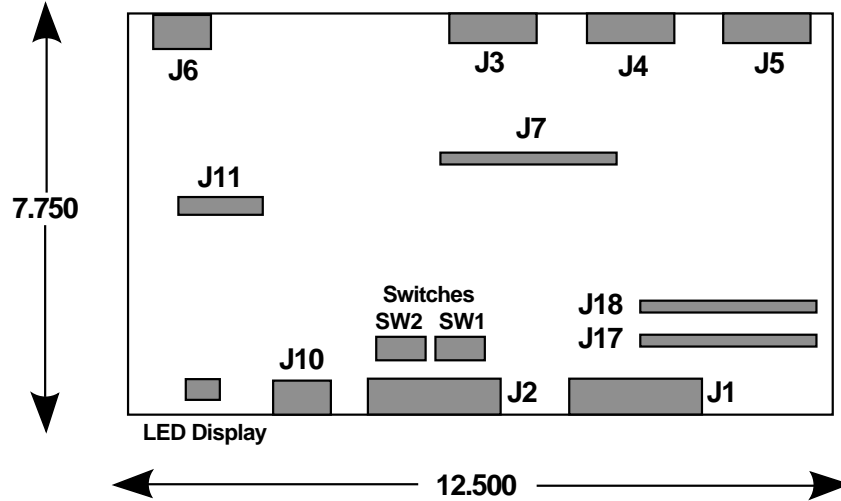 J6
J3
J4
J5
J7
J11
7.750
Switches
SW2 SW1
J18
J17
J10
J2
J1
LED Display
12.500